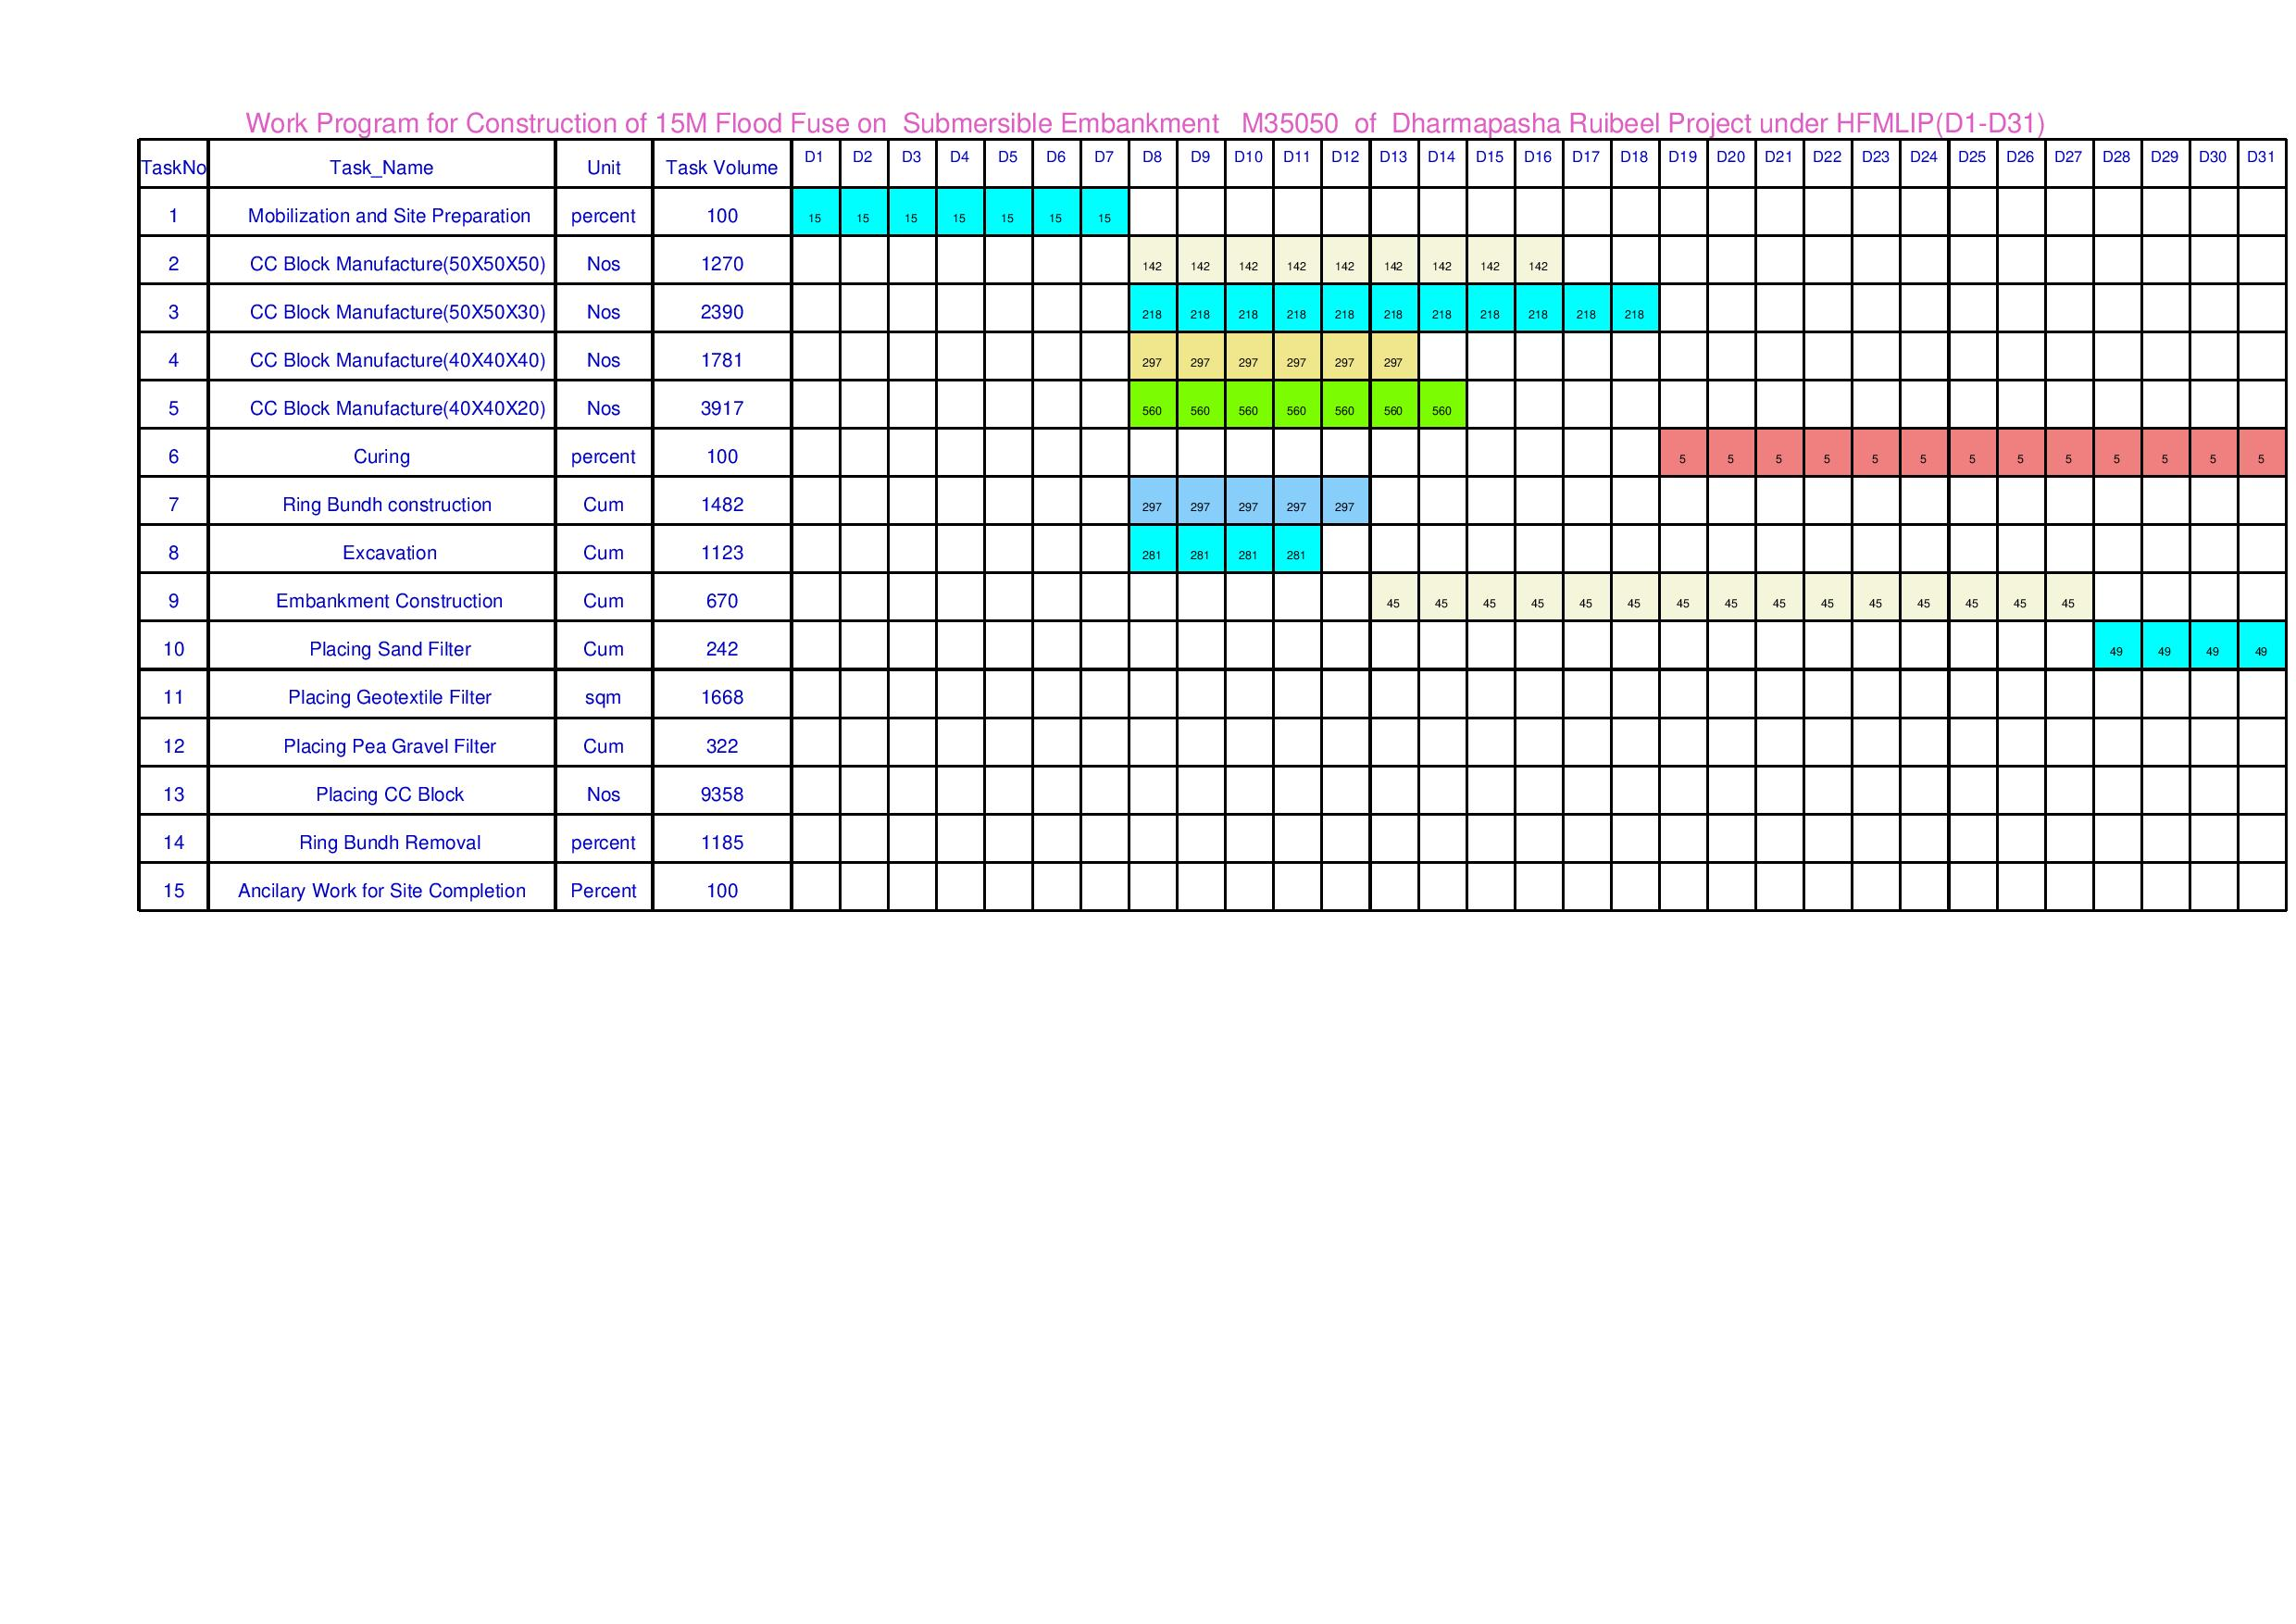 Work Program for Construction of 15M Flood Fuse on Submersible Embankment M35050 of Dharmapasha Ruibeel Project under HFMLIP(D1-D31)
TaskNo Task_Name Unit Task Volume D1 D2 D3 D4 D5 D6 D7 D8 D9 D10 D11 D12 D13 D14 D15 D16 D17 D18 D19 D20 D21 D22 D23 D24 D25 D26 D27 D28 D29 D30 D31
1 Mobilization and Site Preparation percent 100 15 15 15 15 15 15 15
2 CC Block Manufacture(50X50X50) Nos 1270 142 142 142 142 142 142 142 142 142
3 CC Block Manufacture(50X50X30) Nos 2390 218 218 218 218 218 218 218 218 218 218 218
4 CC Block Manufacture(40X40X40) Nos 1781 297 297 297 297 297 297
5 CC Block Manufacture(40X40X20) Nos 3917 560 560 560 560 560 560 560
6 Curing percent 100 5 5 5 5 5 5 5 5 5 5 5 5 5
7 Ring Bundh construction Cum 1482 297 297 297 297 297
8 Excavation Cum 1123 281 281 281 281
9 Embankment Construction Cum 670 45 45 45 45 45 45 45 45 45 45 45 45 45 45 45
10 Placing Sand Filter Cum 242 49 49 49 49
11 Placing Geotextile Filter sqm 1668
12 Placing Pea Gravel Filter Cum 322
13 Placing CC Block Nos 9358
14 Ring Bundh Removal percent 1185
15 Ancilary Work for Site Completion Percent 100